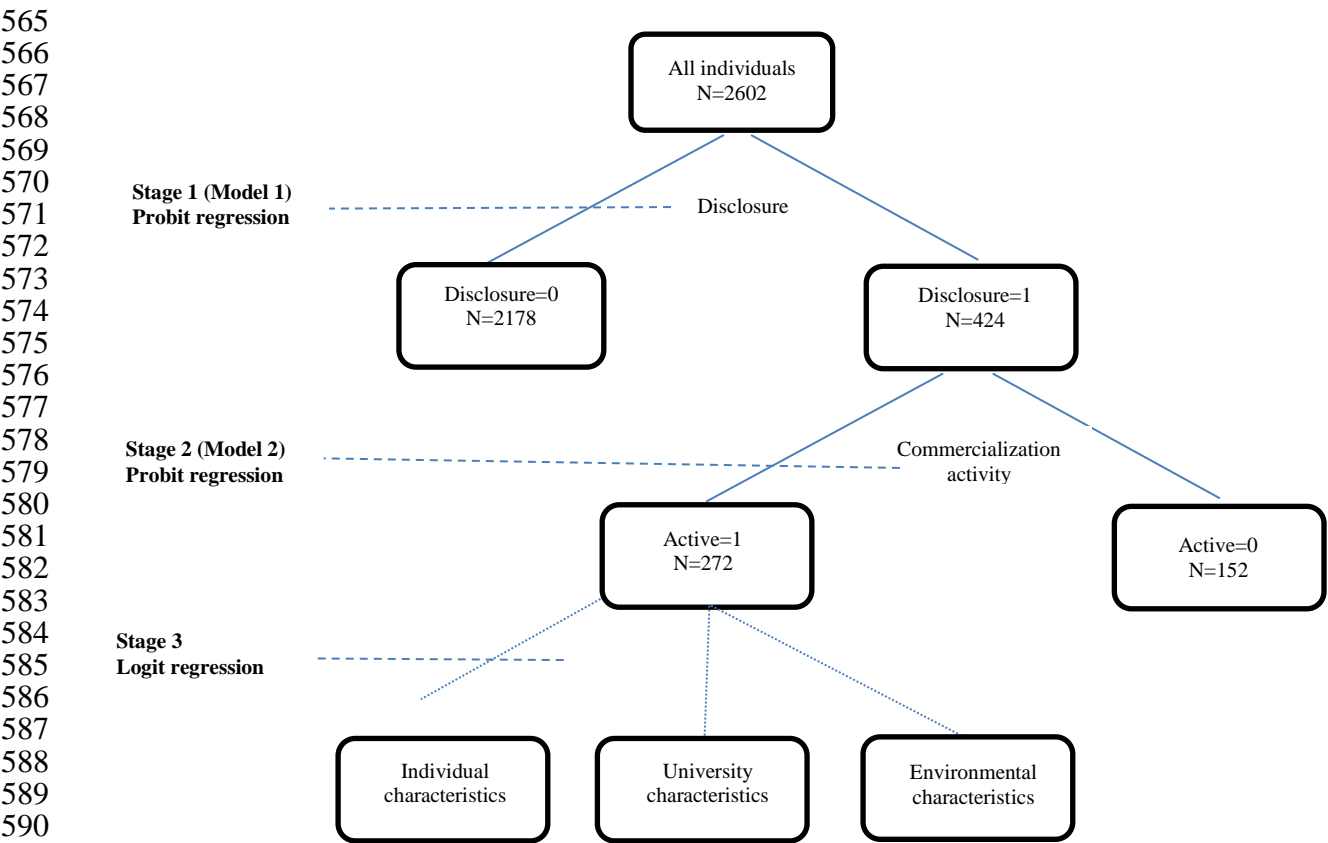 565
566
567
568
569
570
571
572
573
574
575
576
577
578
579
580
581
582
583
584
585
586
587
588
589
590
All individuals
N=2602
Stage 1 (Model 1)
Probit regression
Disclosure
Disclosure=0
N=2178
Disclosure=1
N=424
Stage 2 (Model 2)
Probit regression
Commercialization
activity
Active=1
N=272
Active=0
N=152
Stage 3
Logit regression
Individual
characteristics
University
characteristics
Environmental
characteristics